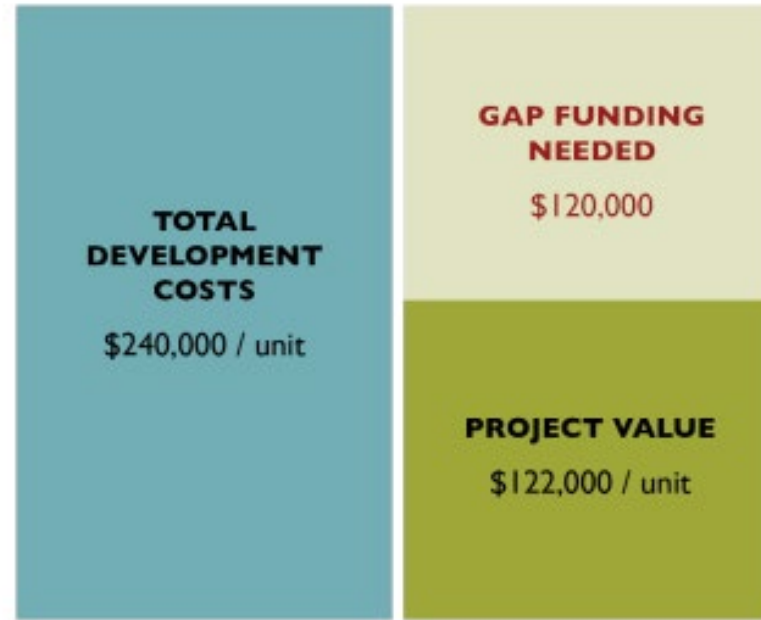 TOTAL
DEVELOPMENT
COSTS
$240,000 / unit
GAP FUNDING
NEEDED
$120,000
PROJECT VALUE
$122,000 / unit